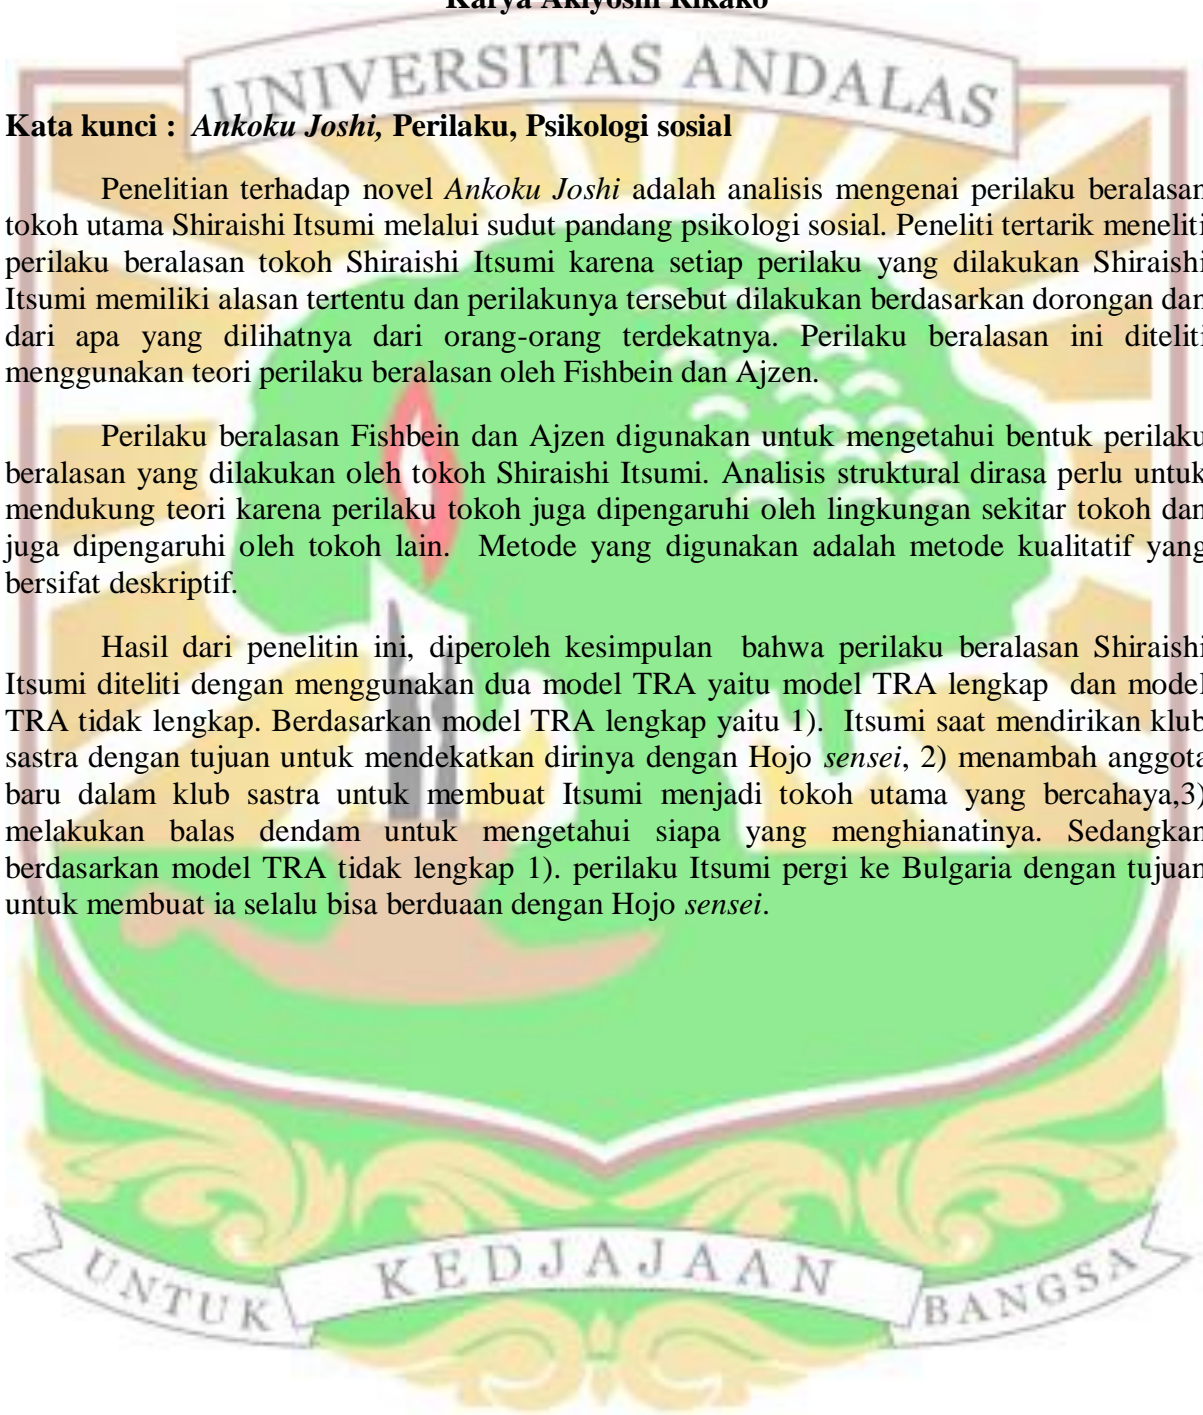 Karya Akiyoshi Rikako
UNIVERSITAS ANDALAS
Kata kunci : Ankoku Joshi, Perilaku, Psikologi sosial
Penelitian terhadap novel Ankoku Joshi adalah analisis mengenai perilaku beralasan
tokoh utama Shiraishi Itsumi melalui sudut pandang psikologi sosial. Peneliti tertarik meneliti
perilaku beralasan tokoh Shiraishi Itsumi karena setiap perilaku yang dilakukan Shiraishi
Itsumi memiliki alasan tertentu dan perilakunya tersebut dilakukan berdasarkan dorongan dan
dari apa yang dilihatnya dari orang-orang terdekatnya. Perilaku beralasan ini diteliti
menggunakan teori perilaku beralasan oleh Fishbein dan Ajzen.
Perilaku beralasan Fishbein dan Ajzen digunakan untuk mengetahui bentuk perilaku
beralasan yang dilakukan oleh tokoh Shiraishi Itsumi. Analisis struktural dirasa perlu untuk
mendukung teori karena perilaku tokoh juga dipengaruhi oleh lingkungan sekitar tokoh dan
juga dipengaruhi oleh tokoh lain. Metode yang digunakan adalah metode kualitatif yang
bersifat deskriptif.
Hasil dari penelitin ini, diperoleh kesimpulan bahwa perilaku beralasan Shiraishi
Itsumi diteliti dengan menggunakan dua model TRA yaitu model TRA lengkap dan model
TRA tidak lengkap. Berdasarkan model TRA lengkap yaitu 1). Itsumi saat mendirikan klub
sastra dengan tujuan untuk mendekatkan dirinya dengan Hojo sensei, 2) menambah anggota
baru dalam klub sastra untuk membuat Itsumi menjadi tokoh utama yang bercahaya,3)
melakukan balas dendam untuk mengetahui siapa yang menghianatinya. Sedangkan
berdasarkan model TRA tidak lengkap 1). perilaku Itsumi pergi ke Bulgaria dengan tujuan
untuk membuat ia selalu bisa berduaan dengan Hojo sensei.
UNTUK KEDJAJAAN BANGSA